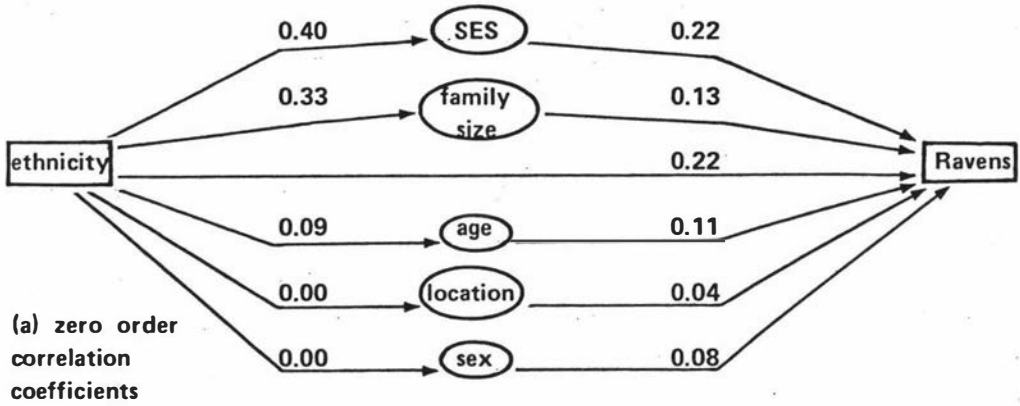 0.40 SES 0.22
0.33 family size 0.13
ethnicity 0.22 Ravens
0.09 age 0.11
0.00 location 0.04
0.00 sex 0.08
(a) zero order
correlation
coefficients